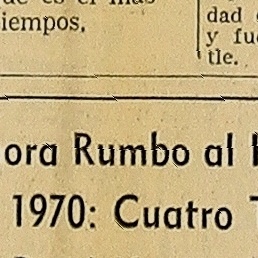 iempos.
dad
y fu
tle.
ora Rumbo al
1970: Cuatro